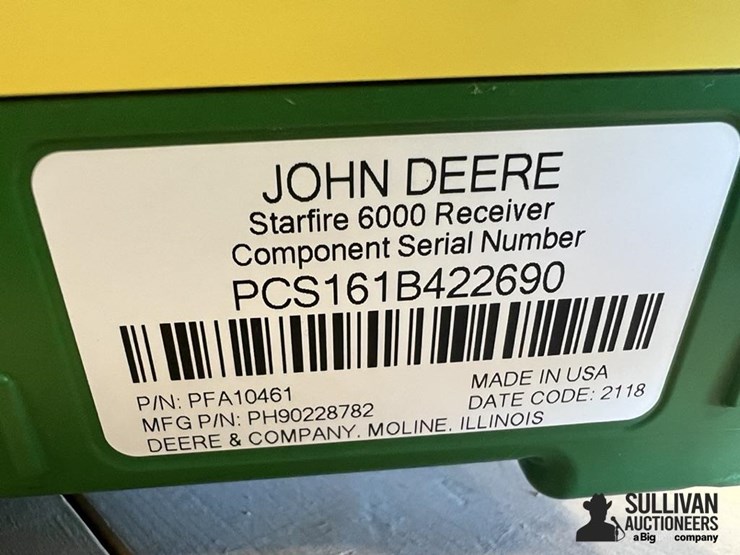 JOHN DEERE
Starfire 6000 Receiver
Component Serial Number
PCS161B422690
P/N: PFA10461
MFG P/N: PH90228782
DEERE & COMPANY. MOLINE. ILLINOIS
MADE IN USA
DATE CODE: 2118
SULLIVAN
AUCTIONEERS
a Big company